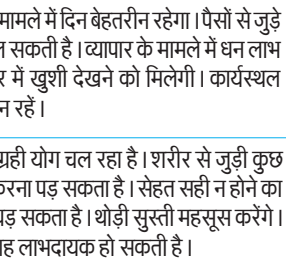 मामले में दिन बेहतरीन रहेगा । पैसों से जुड़े
सकती है । व्यापार के मामले में धन लाभ
में खुशी देखने को मिलेगी । कार्यस्थल
रहें ।
ग्रही योग चल रहा है । शरीर से जुड़ी कुछ
करना पड़ सकता है । सेहत सही न होने का
पड़ सकता है । थोड़ी सुस्ती महसूस करेंगे ।
लाभदायक हो सकती है ।